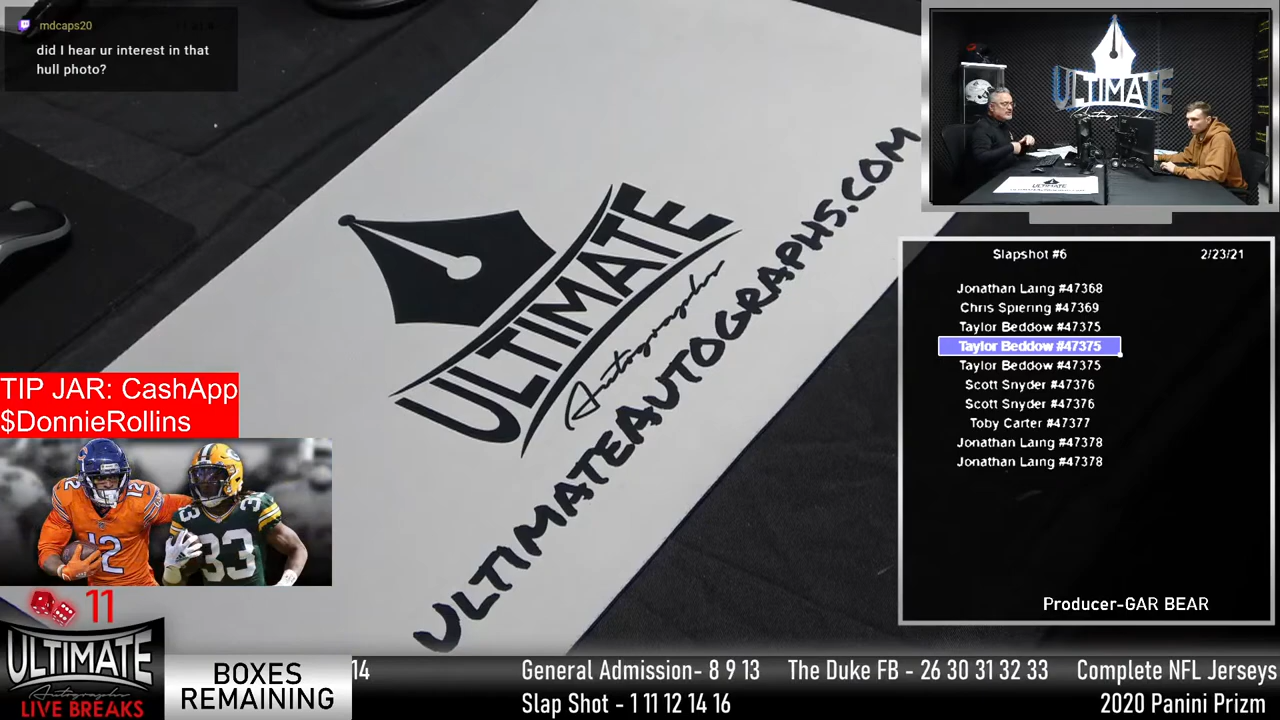 mdcaps20
did I hear ur interest in that
hull photo?
ULTIMATE
Autographs
ULTIMATE
Autographs
ULTIMATEAUTOGRAPHS.COM
Slapshot #6 2/23/21
Jonathan Laing #47368
Chris Spiering #47369
Taylor Beddow #47375
Taylor Beddow #47375
Taylor Beddow #47375
Scott Snyder #47376
Scott Snyder #47376
Toby Carter #47377
Jonathan Laing #47378
Jonathan Laing #47378
Producer-GAR BEAR
TIP JAR: CashApp
$DonnieRollins
12
12
33
33
11
ULTIMATE
Autographs
LIVE BREAKS
BOXES
REMAINING
14 General Admission- 8 9 13 The Duke FB - 26 30 31 32 33 Complete NFL Jerseys
Slap Shot - 1 11 12 14 16 2020 Panini Prizm